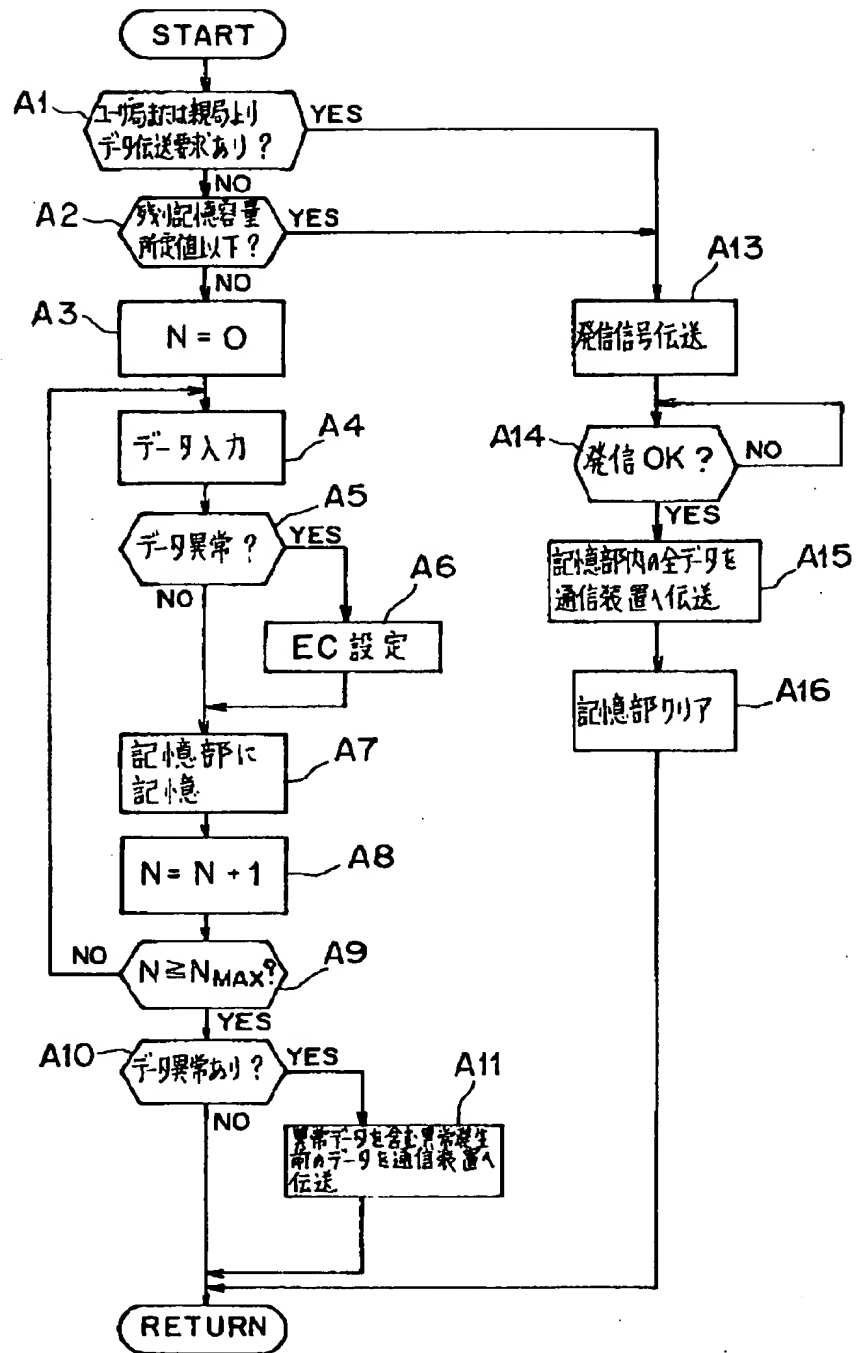 START
A1
ユーザ局または親局より
データ伝送要求あり?
YES
NO
A2
残り記憶容量
所定値以下?
YES
NO
A3
N = 0
A4
データ入力
A5
データ異常?
YES
NO
A6
EC 設定
A7
記憶部に
記憶
A8
N = N + 1
A9
N ≧ NMAX?
NO
YES
A10
データ異常あり?
YES
NO
A11
異常データを含む異常発生
前のデータを通信装置へ
伝送
A13
発信信号伝送
A14
発信OK?
NO
YES
A15
記憶部内の全データを
通信装置へ伝送
A16
記憶部クリア
RETURN